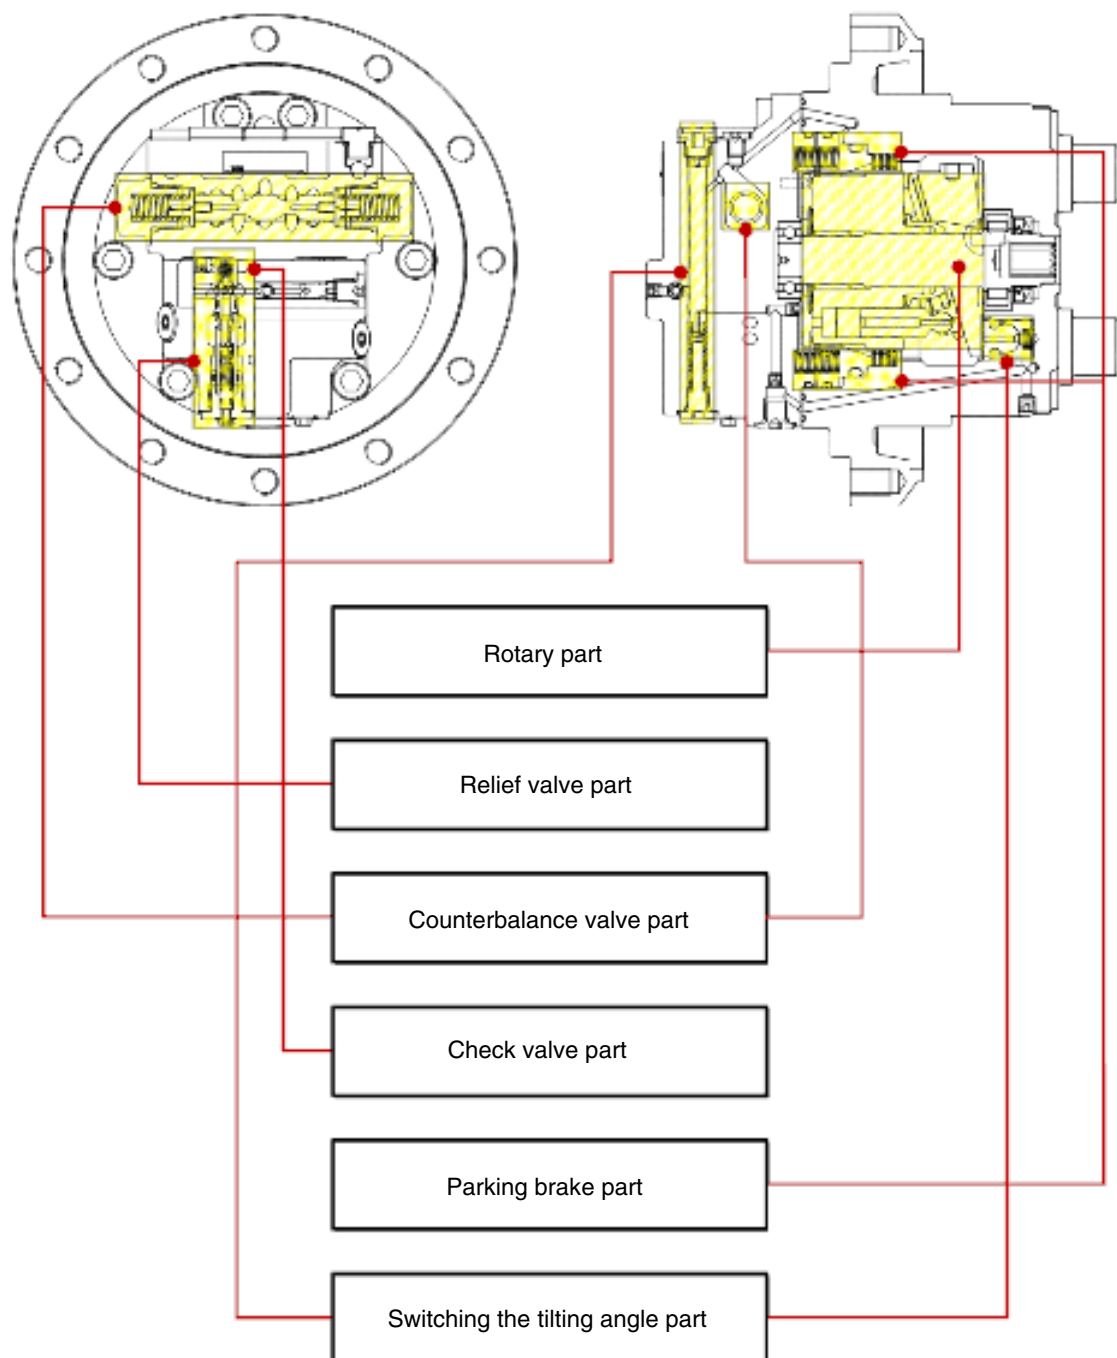 Rotary part
Relief valve part
Counterbalance valve part
Check valve part
Parking brake part
Switching the tilting angle part